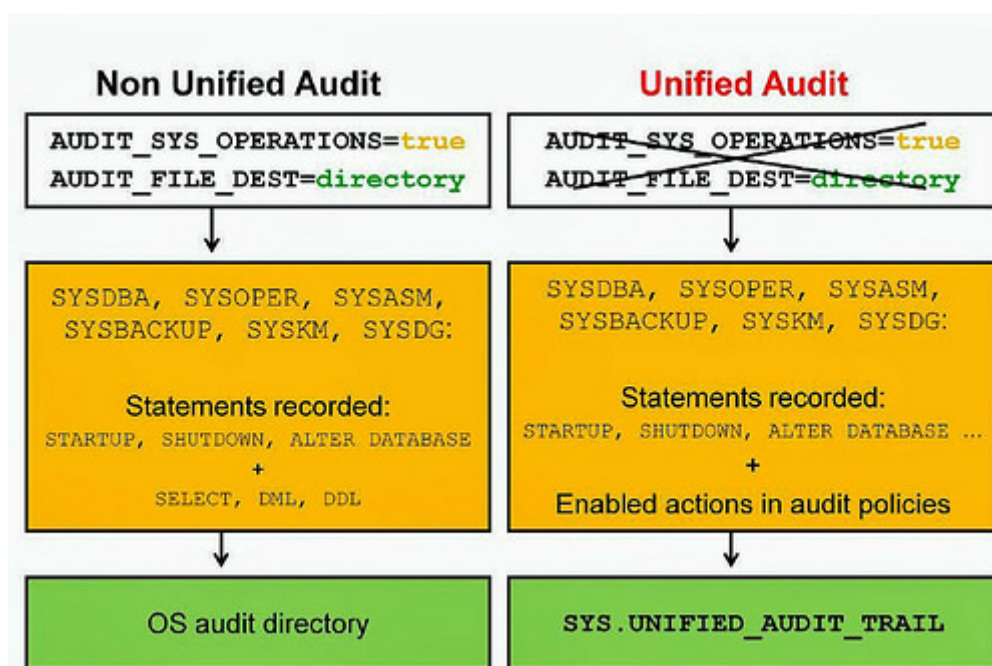 Non Unified Audit
AUDIT_SYS_OPERATIONS=true
AUDIT_FILE_DEST=directory
SYSDBA, SYSOPER, SYSASM,
SYSBACKUP, SYSKM, SYSDG:
Statements recorded:
STARTUP, SHUTDOWN, ALTER DATABASE
+
SELECT, DML, DDL
OS audit directory
Unified Audit
AUDIT_SYS_OPERATIONS=true
AUDIT_FILE_DEST=directory
SYSDBA, SYSOPER, SYSASM,
SYSBACKUP, SYSKM, SYSDG:
Statements recorded:
STARTUP, SHUTDOWN, ALTER DATABASE ...
+
Enabled actions in audit policies
SYS.UNIFIED_AUDIT_TRAIL